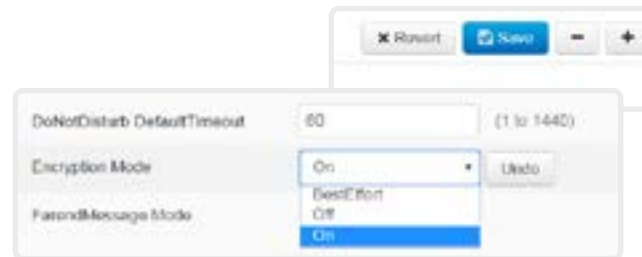 ✖ Revert Save − +
DoNotDisturb DefaultTimeout 60 (1 to 1440)
Encryption Mode On Undo
BestEffort
Off
On
FarendMessage Mode